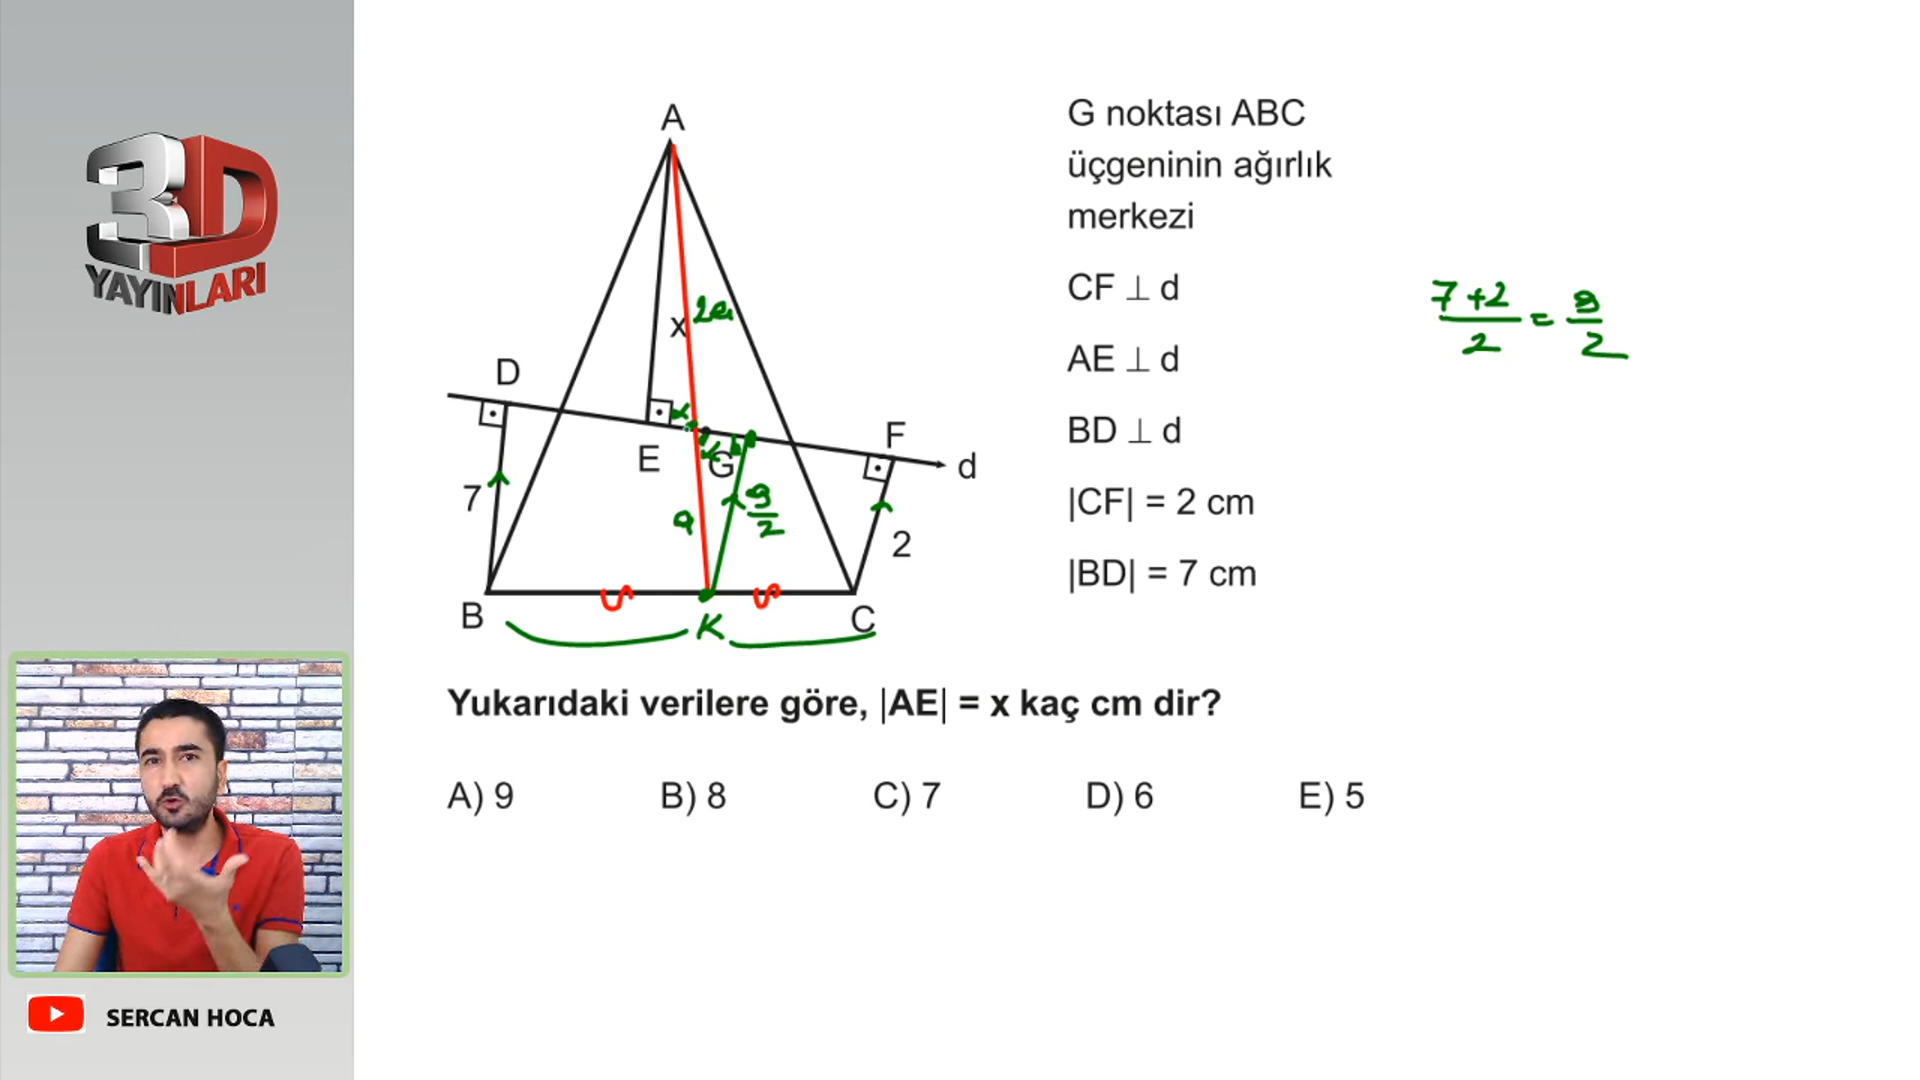 3D
YAYINLARI
A
x
2a
D
α
E
G
F
d
7
a
9/2
2
B
K
C
G noktası ABC
üçgeninin ağırlık
merkezi
CF ⊥ d
AE ⊥ d
BD ⊥ d
|CF| = 2 cm
|BD| = 7 cm
7+2/2 = 9/2
Yukarıdaki verilere göre, |AE| = x kaç cm dir?
A) 9 B) 8 C) 7 D) 6 E) 5
SERCAN HOCA